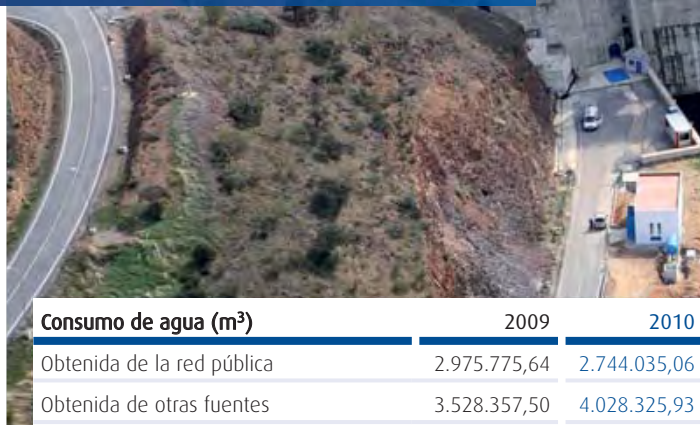 Consumo de agua (m³) 2009 2010
Obtenida de la red pública 2.975.775,64 2.744.035,06
Obtenida de otras fuentes 3.528.357,50 4.028.325,93